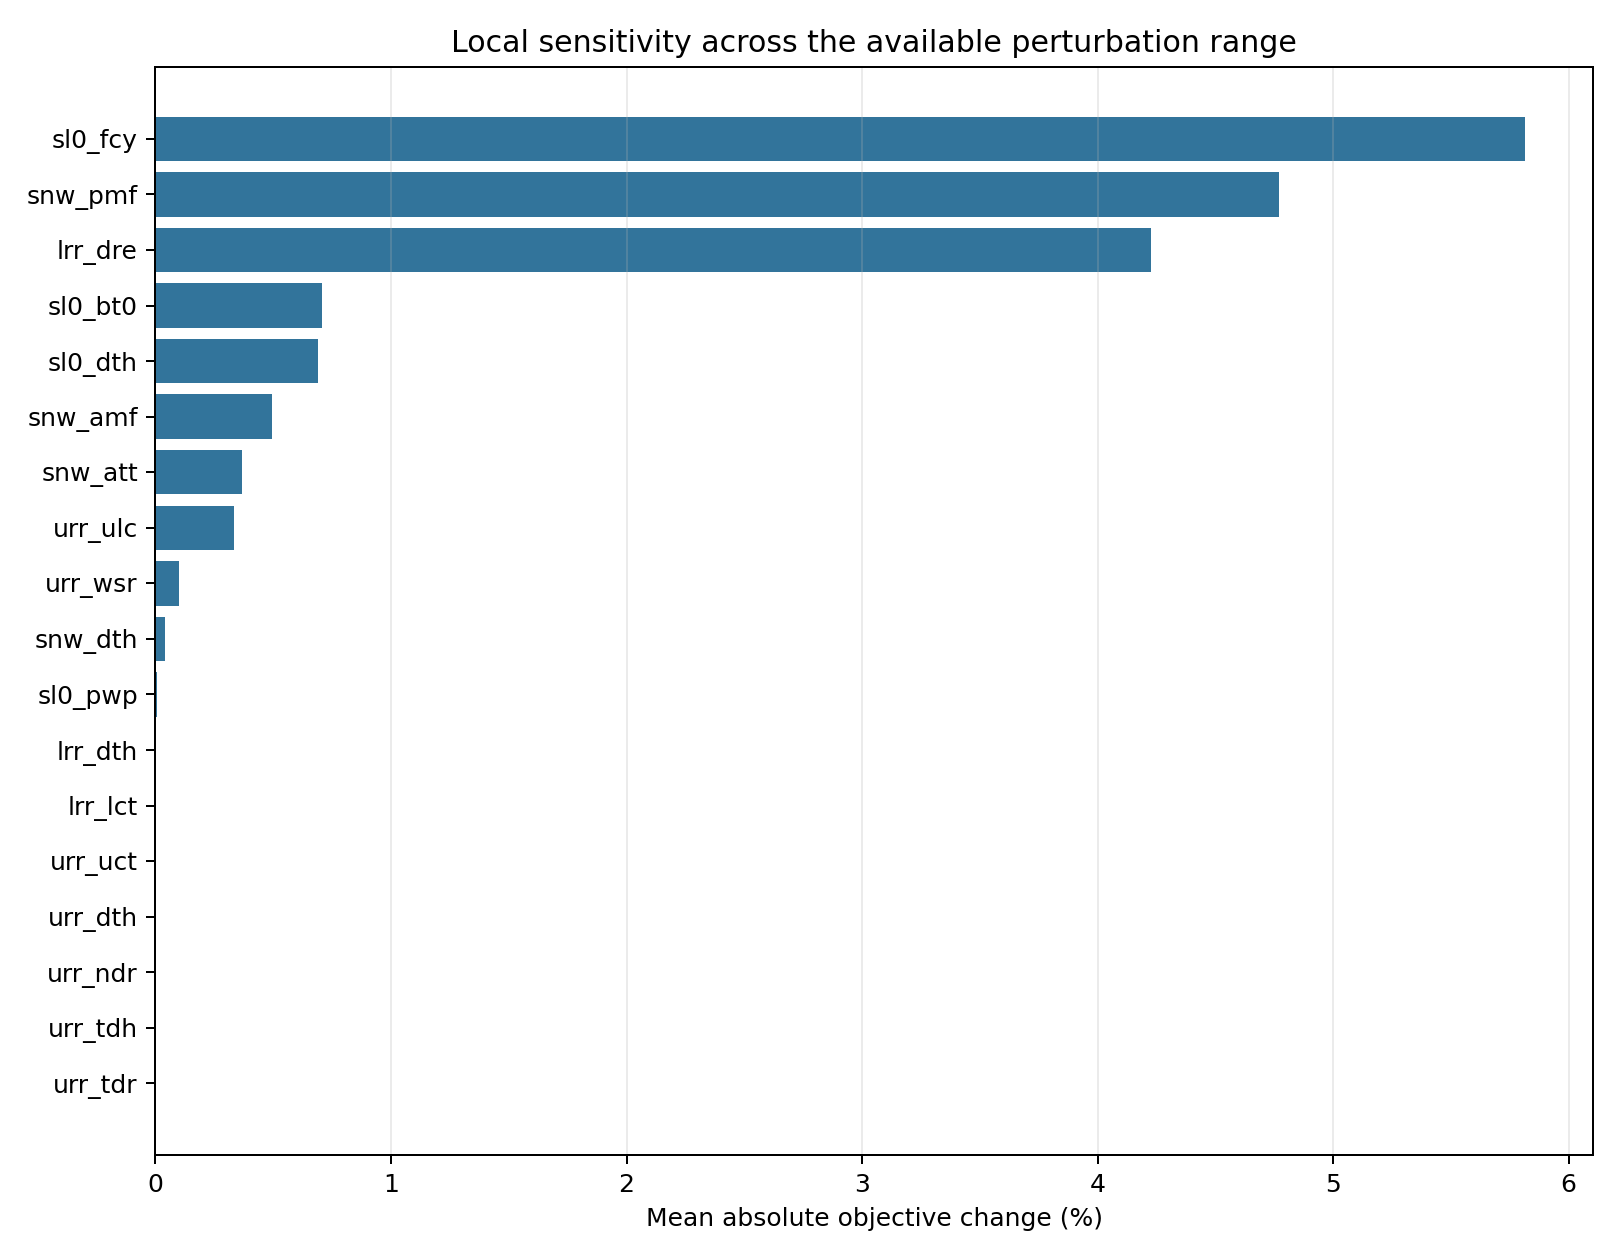 Local sensitivity across the available perturbation range
sl0_fcy
snw_pmf
lrr_dre
sl0_bt0
sl0_dth
snw_amf
snw_att
urr_ulc
urr_wsr
snw_dth
sl0_pwp
lrr_dth
lrr_lct
urr_uct
urr_dth
urr_ndr
urr_tdh
urr_tdr
0 1 2 3 4 5 6
Mean absolute objective change (%)